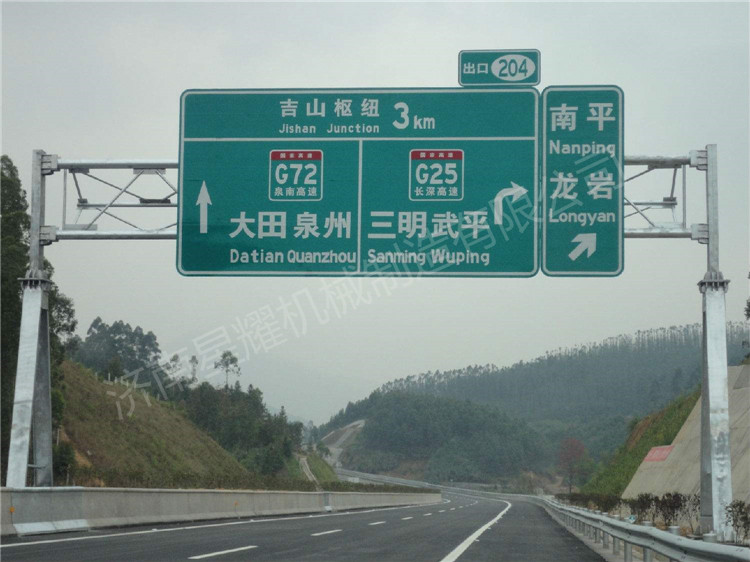 出口 204
吉山枢纽 3km
Jishan Junction
国家高速
G72
泉南高速
国家高速
G25
长深高速
大田泉州
Datian Quanzhou
三明武平
Sanming Wuping
南平
Nanping
龙岩
Longyan
济南星耀机械制造有限公司